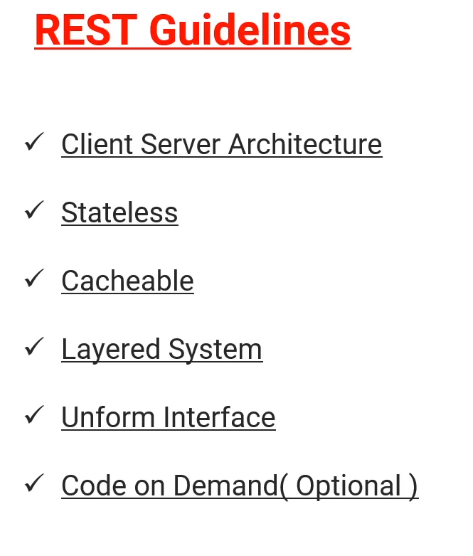 REST Guidelines
✓ Client Server Architecture
✓ Stateless
✓ Cacheable
✓ Layered System
✓ Unform Interface
✓ Code on Demand( Optional )